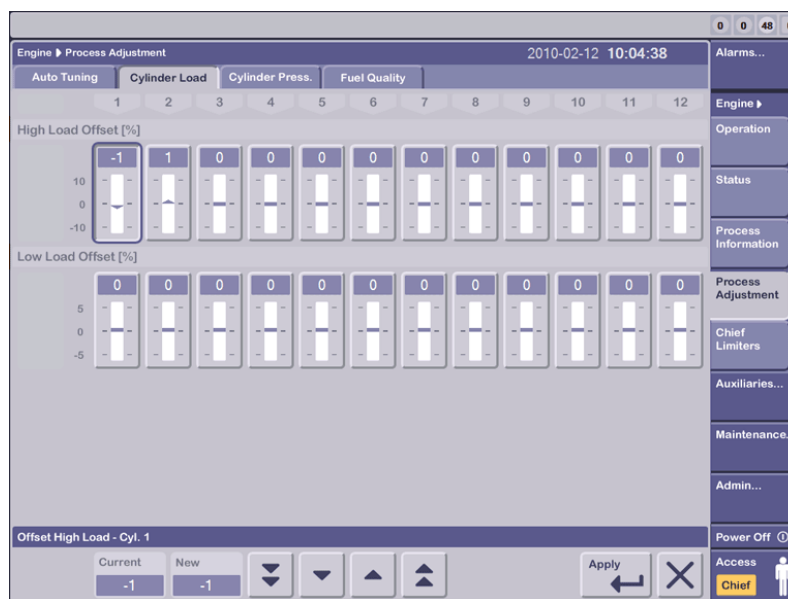 0 0 48
Engine ▶ Process Adjustment 2010-02-12 10:04:38
Alarms...
Auto Tuning Cylinder Load Cylinder Press. Fuel Quality
1 2 3 4 5 6 7 8 9 10 11 12
Engine ▶
High Load Offset [%]
Operation
-1 1 0 0 0 0 0 0 0 0 0 0
10
0
-10
Status
Process
Information
Low Load Offset [%]
0 0 0 0 0 0 0 0 0 0 0 0
5
0
-5
Process
Adjustment
Chief
Limiters
Auxiliaries...
Maintenance.
Admin...
Offset High Load - Cyl. 1
Power Off
Current New
-1 -1
Apply
Access
Chief